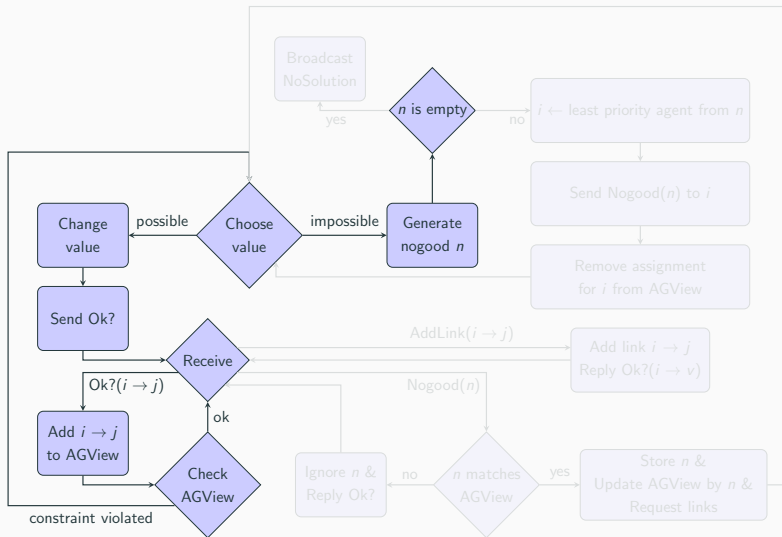 Broadcast
NoSolution
n is empty
i ← least priority agent from n
yes
no
Send Nogood(n) to i
Change
value
possible
Choose
value
impossible
Generate
nogood n
Remove assignment
for i from AGView
Send Ok?
AddLink(i → j)
Receive
Add link i → j
Reply Ok?(i → v)
Ok?(i → j)
Nogood(n)
ok
Add i → j
to AGView
Check
AGView
Ignore n &
Reply Ok?
no
n matches
AGView
yes
Store n &
Update AGView by n &
Request links
constraint violated